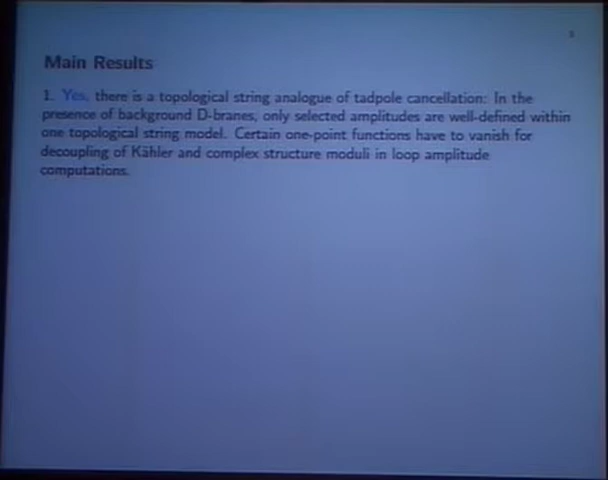 Main Results
1. Yes, there is a topological string analogue of tadpole cancellation: In the
presence of background D-branes, only selected amplitudes are well-defined within
one topological string model. Certain one-point functions have to vanish for
decoupling of Kähler and complex structure moduli in loop amplitude
computations.